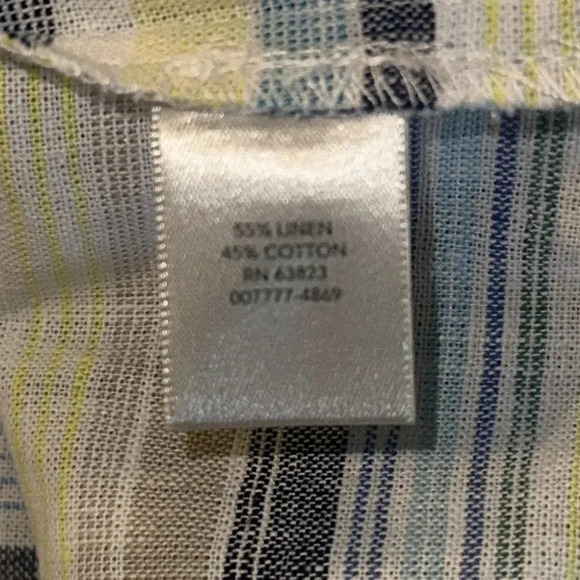 55% LINEN
45% COTTON
RN 63823
007777-4869